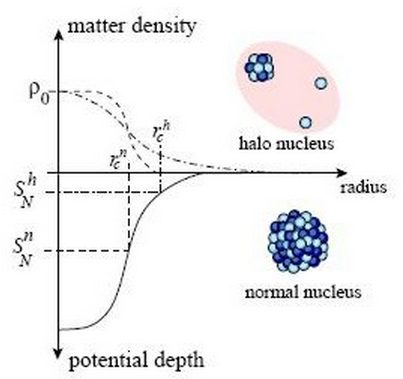 matter density
ρ₀
r_c^h
halo nucleus
r_c^n
S_N^h
radius
S_N^n
normal nucleus
potential depth